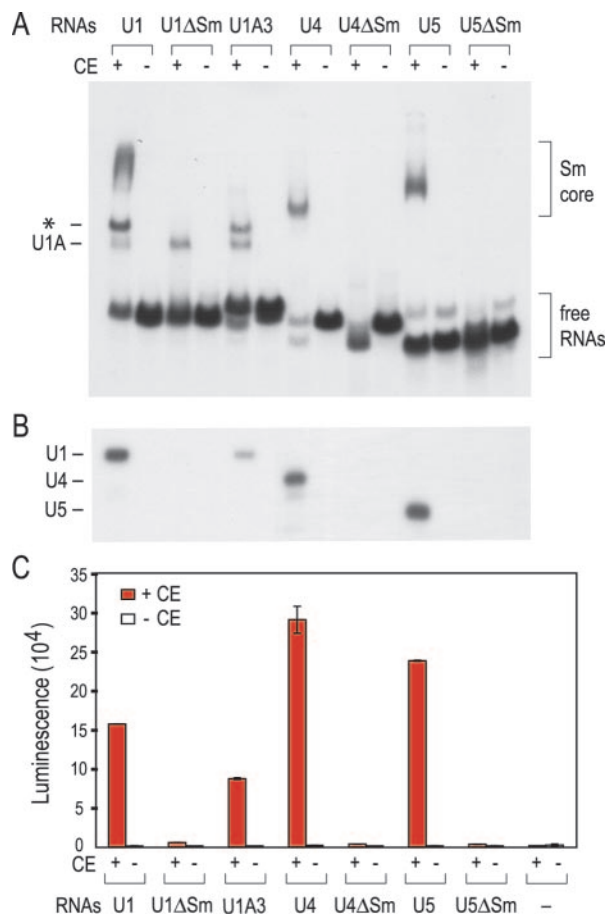 A
RNAs U1 U1ΔSm U1A3 U4 U4ΔSm U5 U5ΔSm
CE + - + - + - + - + - + - + -
Sm core
*
U1A
free RNAs
B
U1
U4
U5
C
35
+ CE
30
- CE
25
20
15
10
5
0
Luminescence (10⁴)
CE + - + - + - + - + - + - + - + -
RNAs U1 U1ΔSm U1A3 U4 U4ΔSm U5 U5ΔSm –